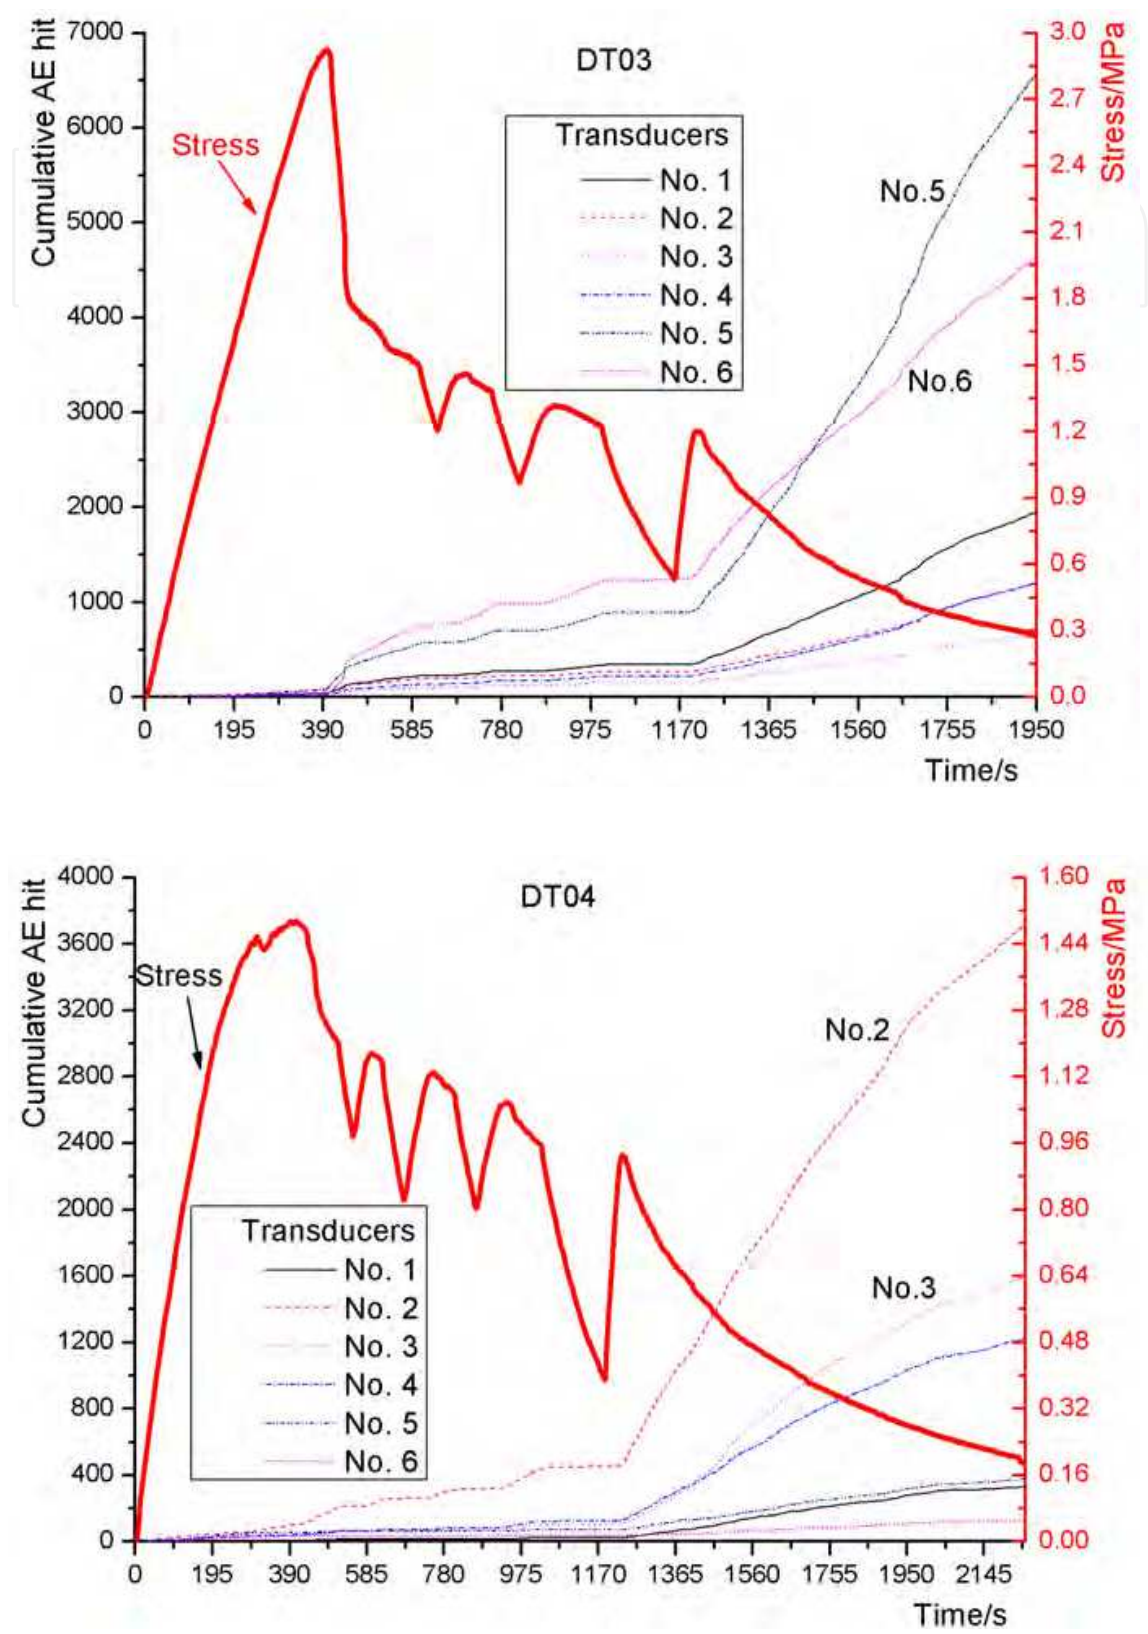 DT03
Cumulative AE hit
7000
6000
5000
4000
3000
2000
1000
0
Stress
Transducers
No. 1
No. 2
No. 3
No. 4
No. 5
No. 6
No.5
No.6
3.0
2.7
2.4
2.1
1.8
1.5
1.2
0.9
0.6
0.3
0.0
Stress/MPa
0 195 390 585 780 975 1170 1365 1560 1755 1950
Time/s
DT04
Cumulative AE hit
4000
3600
3200
2800
2400
2000
1600
1200
800
400
0
Stress
Transducers
No. 1
No. 2
No. 3
No. 4
No. 5
No. 6
No.2
No.3
1.60
1.44
1.28
1.12
0.96
0.80
0.64
0.48
0.32
0.16
0.00
Stress/MPa
0 195 390 585 780 975 1170 1365 1560 1755 1950 2145
Time/s